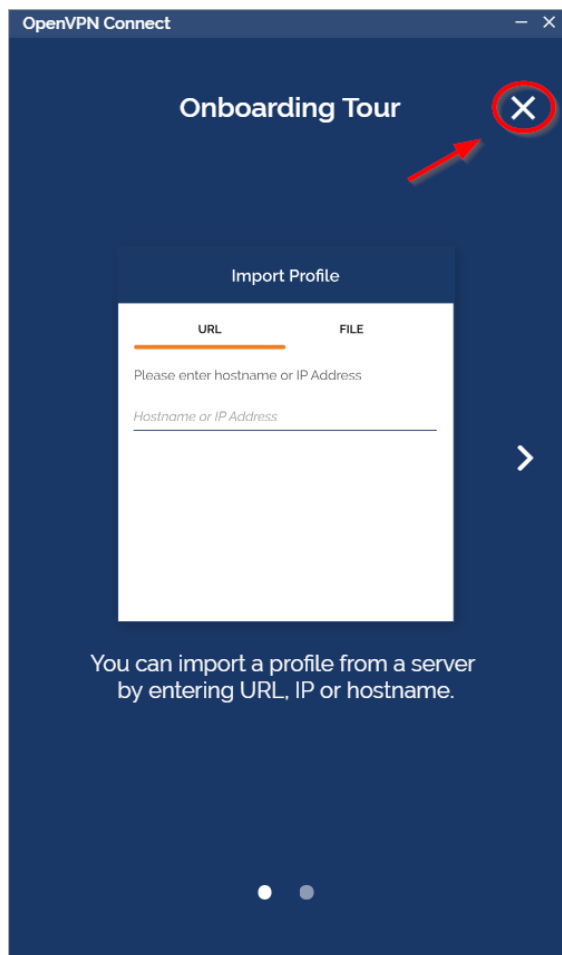 OpenVPN Connect
Onboarding Tour
Import Profile
URL
FILE
Please enter hostname or IP Address
Hostname or IP Address
You can import a profile from a server
by entering URL, IP or hostname.